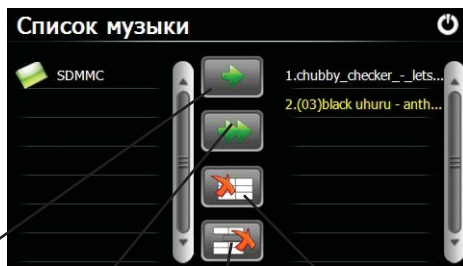 Список музыки
SDMMC
1.chubby_checker_-_lets...
2.(03)black uhuru - anth...